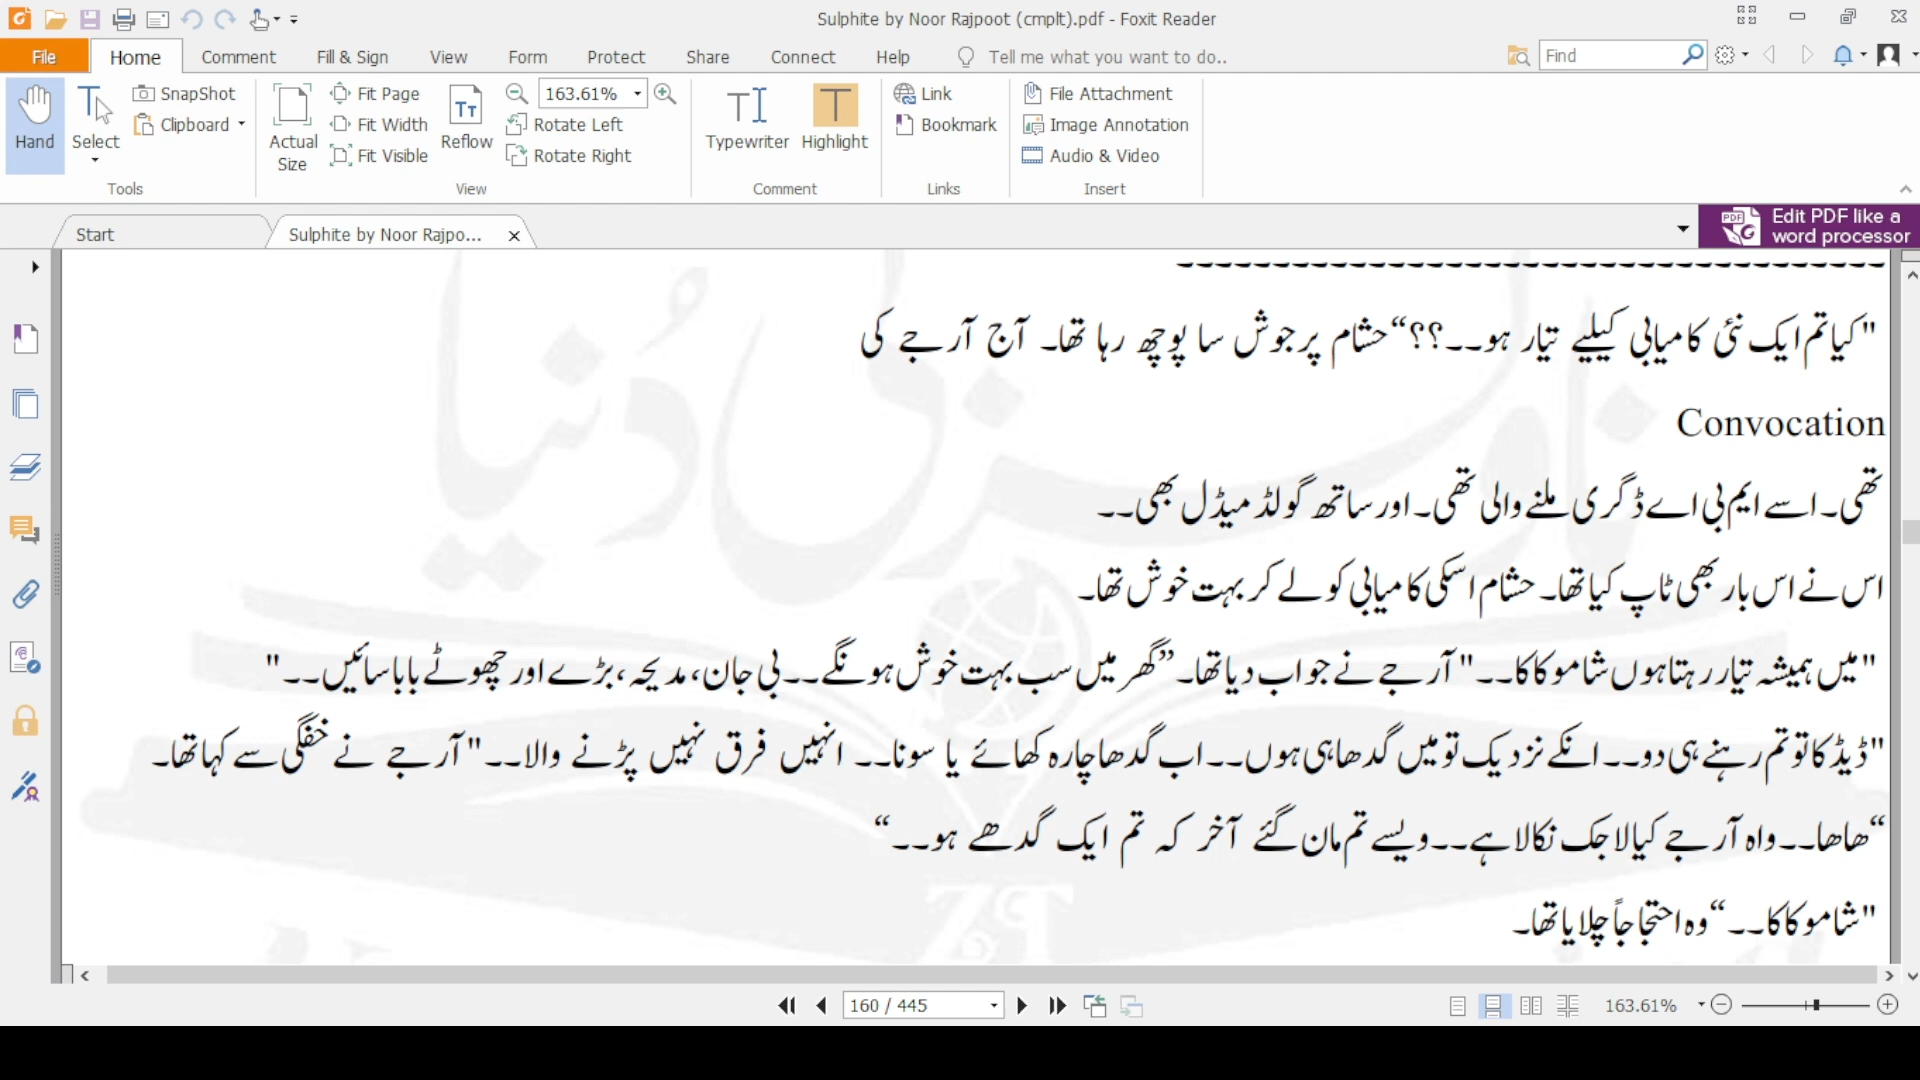 Sulphite by Noor Rajpoot (cmplt).pdf - Foxit Reader
File Home Comment Fill & Sign View Form Protect Share Connect Help Tell me what you want to do.. Find
Hand
Select
SnapShot
Clipboard
Tools
Actual Size
Fit Page
Fit Width
Fit Visible
Reflow
163.61%
Rotate Left
Rotate Right
View
Typewriter
Highlight
Comment
Link
Bookmark
Links
File Attachment
Image Annotation
Audio & Video
Insert
Start
Sulphite by Noor Rajpo...
PDF
Edit PDF like a
word processor
"کیا تم ایک نئی کامیابی کیلیے تیار ہو۔۔؟؟“ حشام پرجوش سا پوچھ رہا تھا۔ آج آرجے کی
Convocation
تھی۔ اسے ایم بی اے ڈگری ملنے والی تھی۔ اور ساتھ گولڈ میڈل بھی۔۔
اس نے اس بار بھی ٹاپ کیا تھا۔ حشام اسکی کامیابی کو لے کر بہت خوش تھا۔
"میں ہمیشہ تیار رہتا ہوں شامو کاکا۔۔" آرجے نے جواب دیا تھا۔ ”گھر میں سب بہت خوش ہونگے۔۔ بی جان، مدیحہ، بڑے اور چھوٹے بابا سائیں۔۔"
"ڈیڈ کا تو تم رہنے ہی دو۔۔ انکے نزدیک تو میں گدھا ہی ہوں۔۔ اب گدھا چارہ کھائے یا سونا۔۔ انہیں فرق نہیں پڑنے والا۔۔" آرجے نے خفگی سے کہا تھا۔
“ھاھا۔۔ واہ آرجے کیا لاجک نکالا ہے۔۔ ویسے تم مان گئے آخر کہ تم ایک گدھے ہو۔۔“
"شامو کاکا۔۔“ وہ احتجاجاً چلایا تھا۔
ناولز کی دُنیا
160 / 445
163.61%